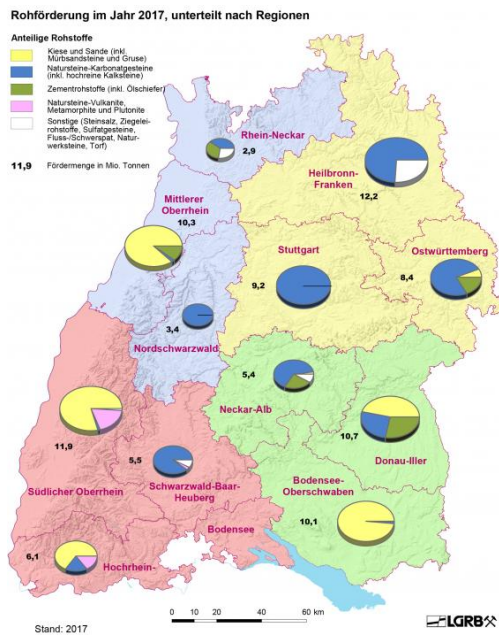 Rohförderung im Jahr 2017, unterteilt nach Regionen
Anteilige Rohstoffe
Kiese und Sande (inkl.
Mürbsandsteine und Gruse)
Natursteine-Karbonatgesteine
(inkl. hochreine Kalksteine)
Zementrohstoffe (inkl. Ölschiefer)
Natursteine-Vulkanite,
Metamorphite und Plutonite
Sonstige (Steinsalz, Ziegelei-
rohstoffe, Sulfatgesteine,
Fluss-/Schwerspat, Natur-
werksteine, Torf)
11,9 Fördermenge in Mio. Tonnen
Rhein-Neckar
2,9
Heilbronn-
Franken
12,2
Mittlerer
Oberrhein
10,3
Stuttgart
9,2
Ostwürttemberg
8,4
3,4
Nordschwarzwald
5,4
Neckar-Alb
11,9
Südlicher Oberrhein
10,7
Donau-Iller
5,5
Schwarzwald-Baar-
Heuberg
Bodensee-
Oberschwaben
10,1
Bodensee
6,1
Hochrhein-
0 20 40 60 km
Stand: 2017
LGRB